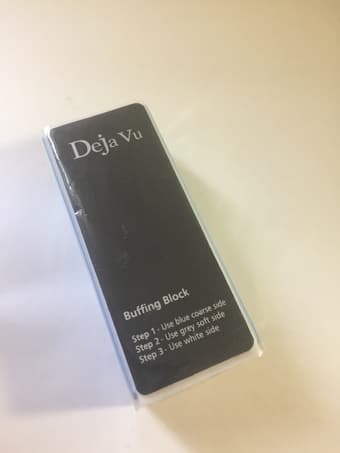 Deja Vu
Buffing Block
Step 1 - Use blue coarse side
Step 2 - Use grey soft side
Step 3 - Use white side